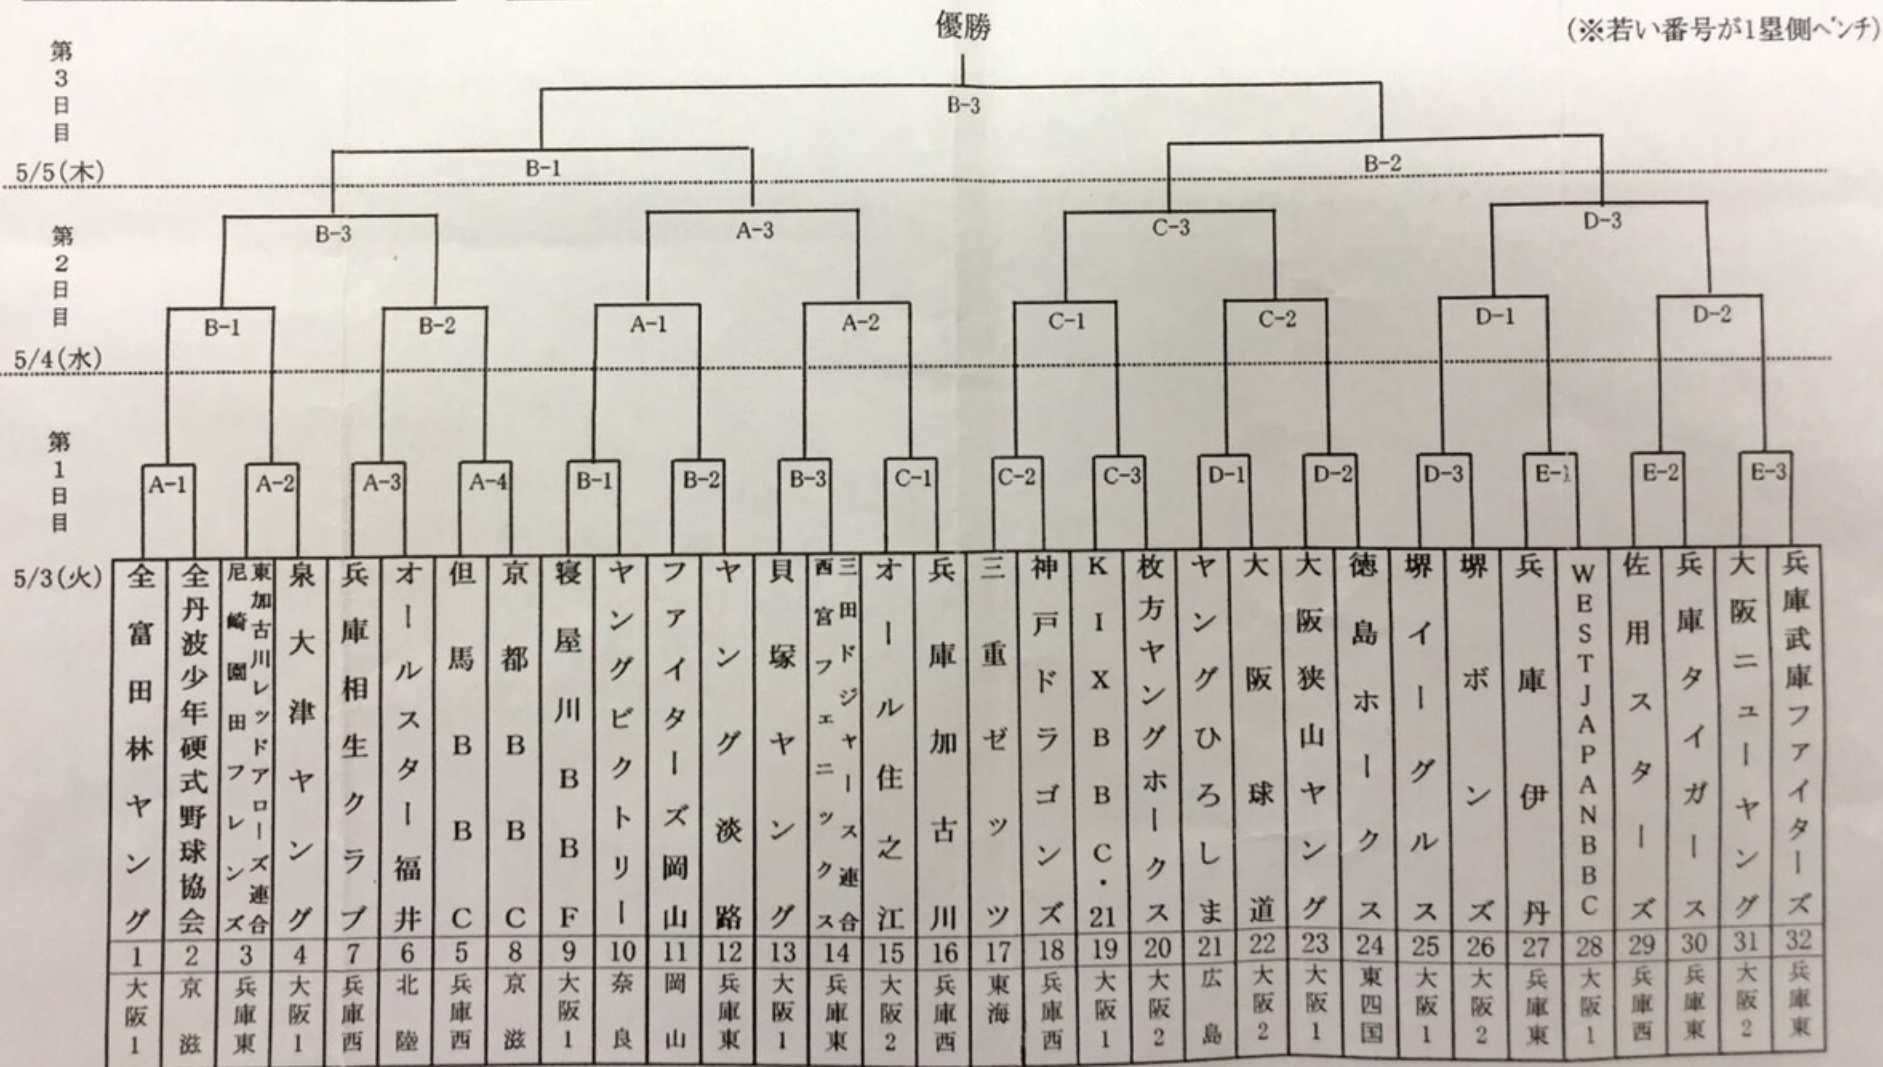 優勝
(※若い番号が1塁側ベンチ)
第3日目
B-3
5/5(木)
B-1
B-2
第2日目
B-3
A-3
C-3
D-3
B-1
B-2
A-1
A-2
C-1
C-2
D-1
D-2
5/4(水)
第1日目
A-1
A-2
A-3
A-4
B-1
B-2
B-3
C-1
C-2
C-3
D-1
D-2
D-3
E-1
E-2
E-3
5/3(火)
全富田林ヤング
全丹波少年硬式野球協会
東加古川レッドアローズ連合
尼崎園田フレンズ
泉大津ヤング
兵庫相生クラブ
オールスター福井
但馬BBC
京都BBC
寝屋川BBF
ヤングビクトリー
ファイターズ岡山
ヤング淡路
貝塚ヤング
三田ドジャース連合
西宮フェニックス
オール住之江
兵庫加古川
三重ゼッツ
神戸ドラゴンズ
KIXBBC・21
枚方ヤングホークス
ヤングひろしま
大阪球道
大阪狭山ヤング
徳島ホークス
堺イーグルス
堺ボンズ
兵庫伊丹
WESTJAPANBBC
佐用スターズ
兵庫タイガース
大阪ニューヤング
兵庫武庫ファイターズ
1 2 3 4 7 6 5 8 9 10 11 12 13 14 15 16 17 18 19 20 21 22 23 24 25 26 27 28 29 30 31 32
大阪1
京滋
兵庫東
大阪1
兵庫西
北陸
兵庫西
京滋
大阪1
奈良
岡山
兵庫東
大阪1
兵庫東
大阪2
兵庫西
東海
兵庫西
大阪1
大阪2
広島
大阪2
大阪1
東四国
大阪1
大阪2
兵庫東
大阪1
兵庫西
兵庫東
大阪2
兵庫東